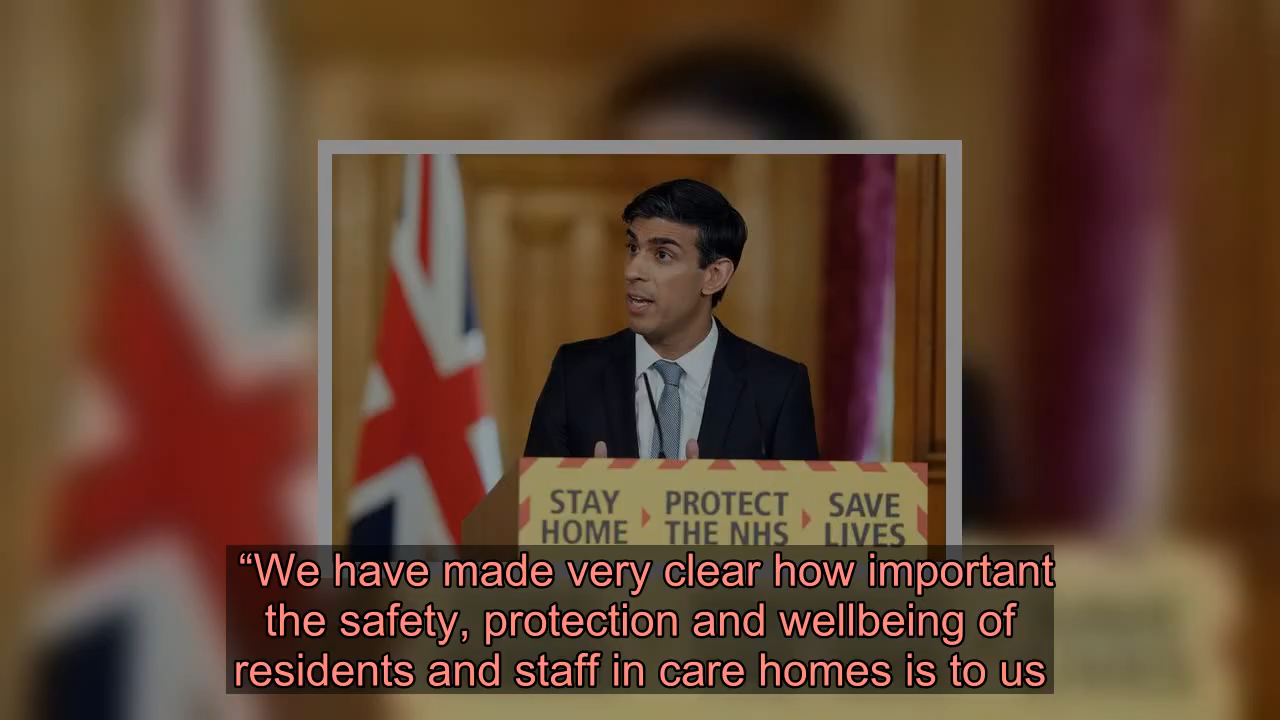 STAY HOME
PROTECT THE NHS
SAVE LIVES
“We have made very clear how important
the safety, protection and wellbeing of
residents and staff in care homes is to us